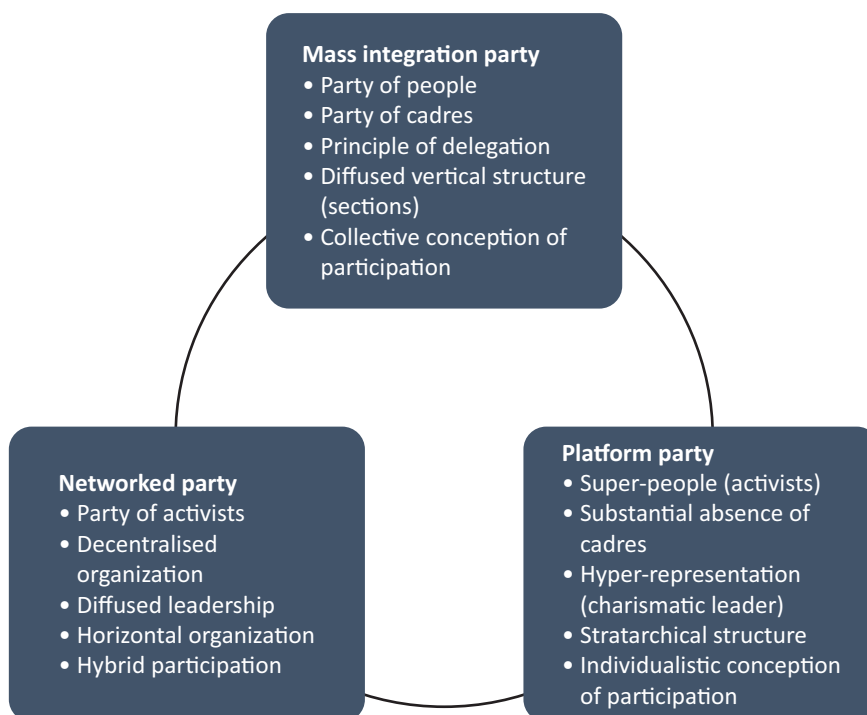 Mass integration party
• Party of people
• Party of cadres
• Principle of delegation
• Diffused vertical structure
(sections)
• Collective conception of
participation
Networked party
• Party of activists
• Decentralised
organization
• Diffused leadership
• Horizontal organization
• Hybrid participation
Platform party
• Super-people (activists)
• Substantial absence of
cadres
• Hyper-representation
(charismatic leader)
• Stratarchical structure
• Individualistic conception
of participation